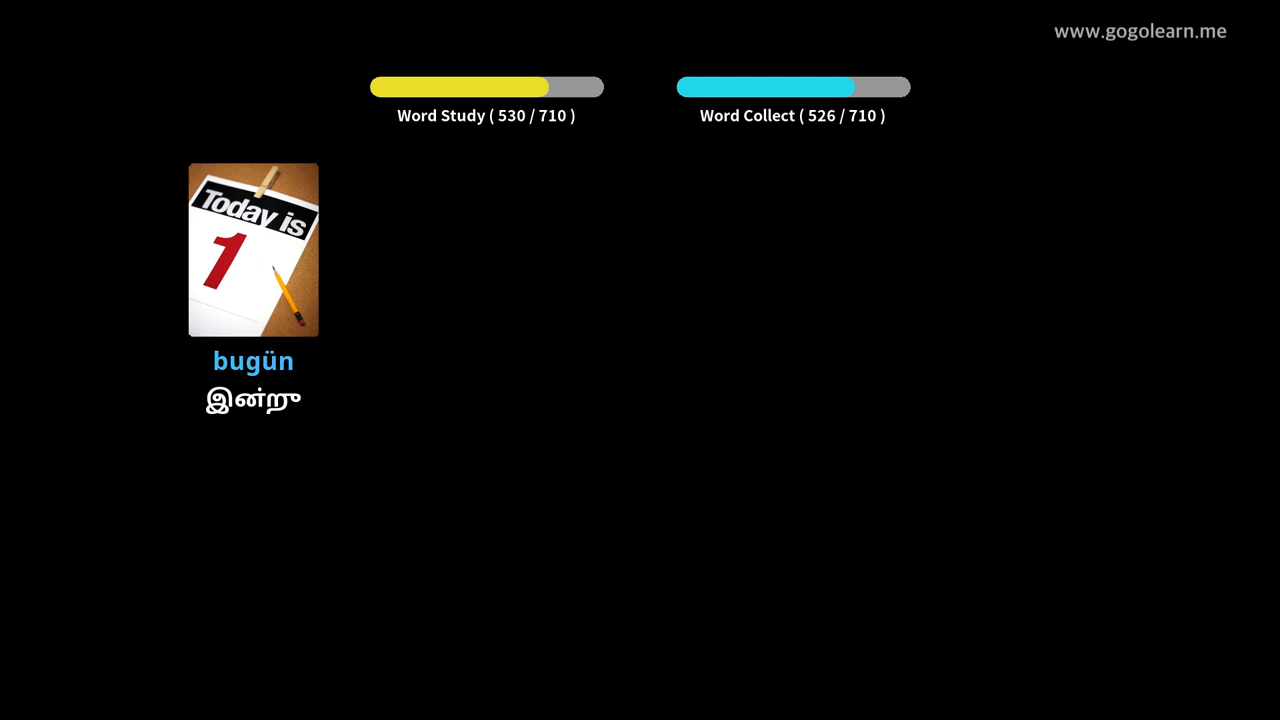 www.gogolearn.me
Word Study ( 530 / 710 )
Word Collect ( 526 / 710 )
Today is
1
bugün
இன்று